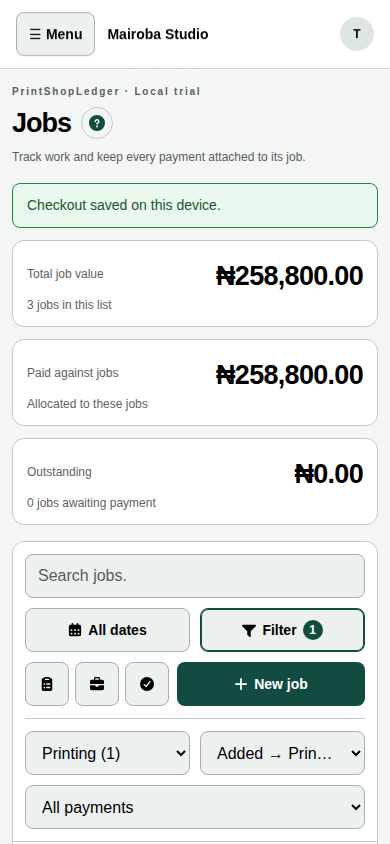 ☰ Menu
Mairoba Studio
T
PrintShopLedger · Local trial
Jobs
?
Track work and keep every payment attached to its job.
Checkout saved on this device.
Total job value
₦258,800.00
3 jobs in this list
Paid against jobs
₦258,800.00
Allocated to these jobs
Outstanding
₦0.00
0 jobs awaiting payment
Search jobs.
All dates
Filter 1
+ New job
Printing (1)
Added → Prin…
All payments